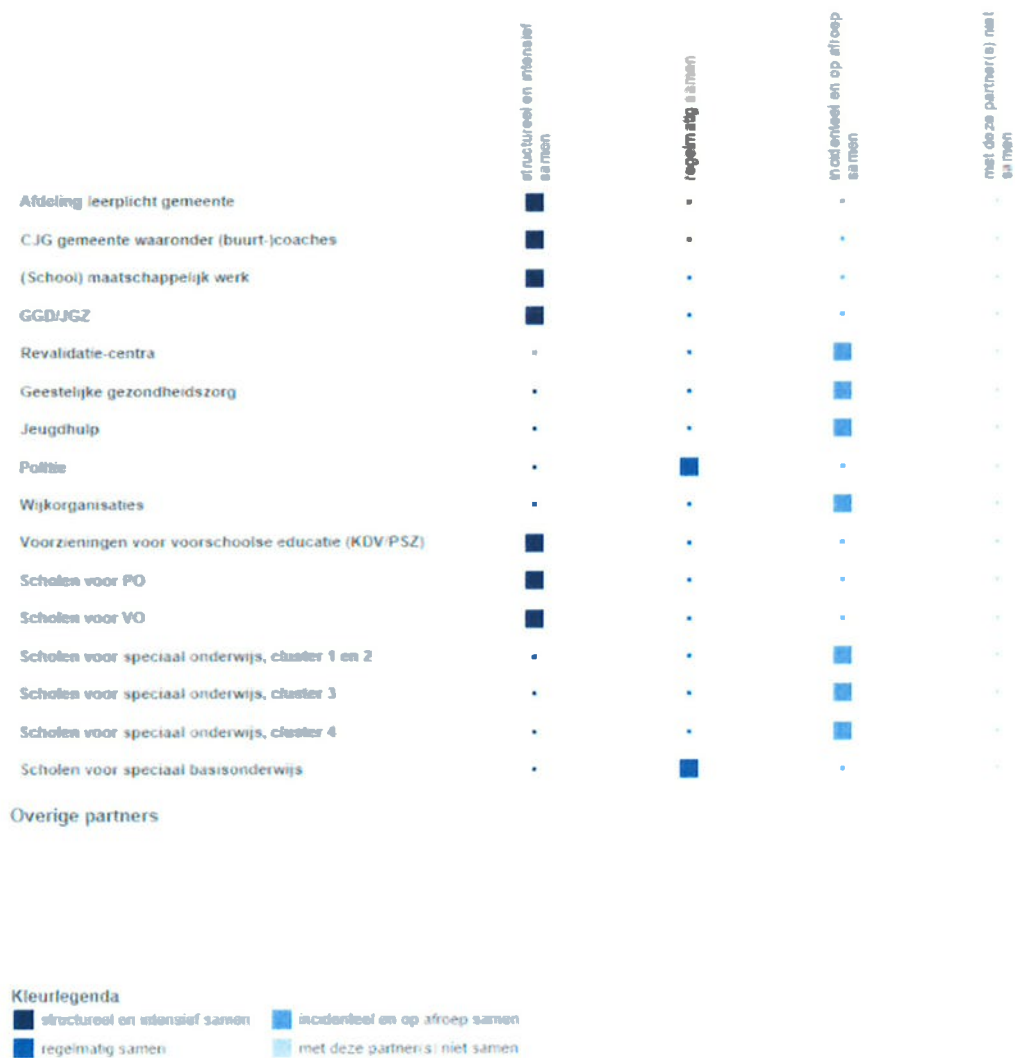 structureel en intensief
samen
regelmatig samen
incidenteel en op afroep
samen
met deze partner(s) niet
samen
Afdeling leerplicht gemeente
CJG gemeente waaronder (buurt-)coaches
(School) maatschappelijk werk
GGD/JGZ
Revalidatie-centra
Geestelijke gezondheidszorg
Jeugdhulp
Politie
Wijkorganisaties
Voorzieningen voor voorschoolse educatie (KDV/PSZ)
Scholen voor PO
Scholen voor VO
Scholen voor speciaal onderwijs, cluster 1 en 2
Scholen voor speciaal onderwijs, cluster 3
Scholen voor speciaal onderwijs, cluster 4
Scholen voor speciaal basisonderwijs
Overige partners
Kleurlegenda
structureel en intensief samen
incidenteel en op afroep samen
regelmatig samen
met deze partner(s) niet samen